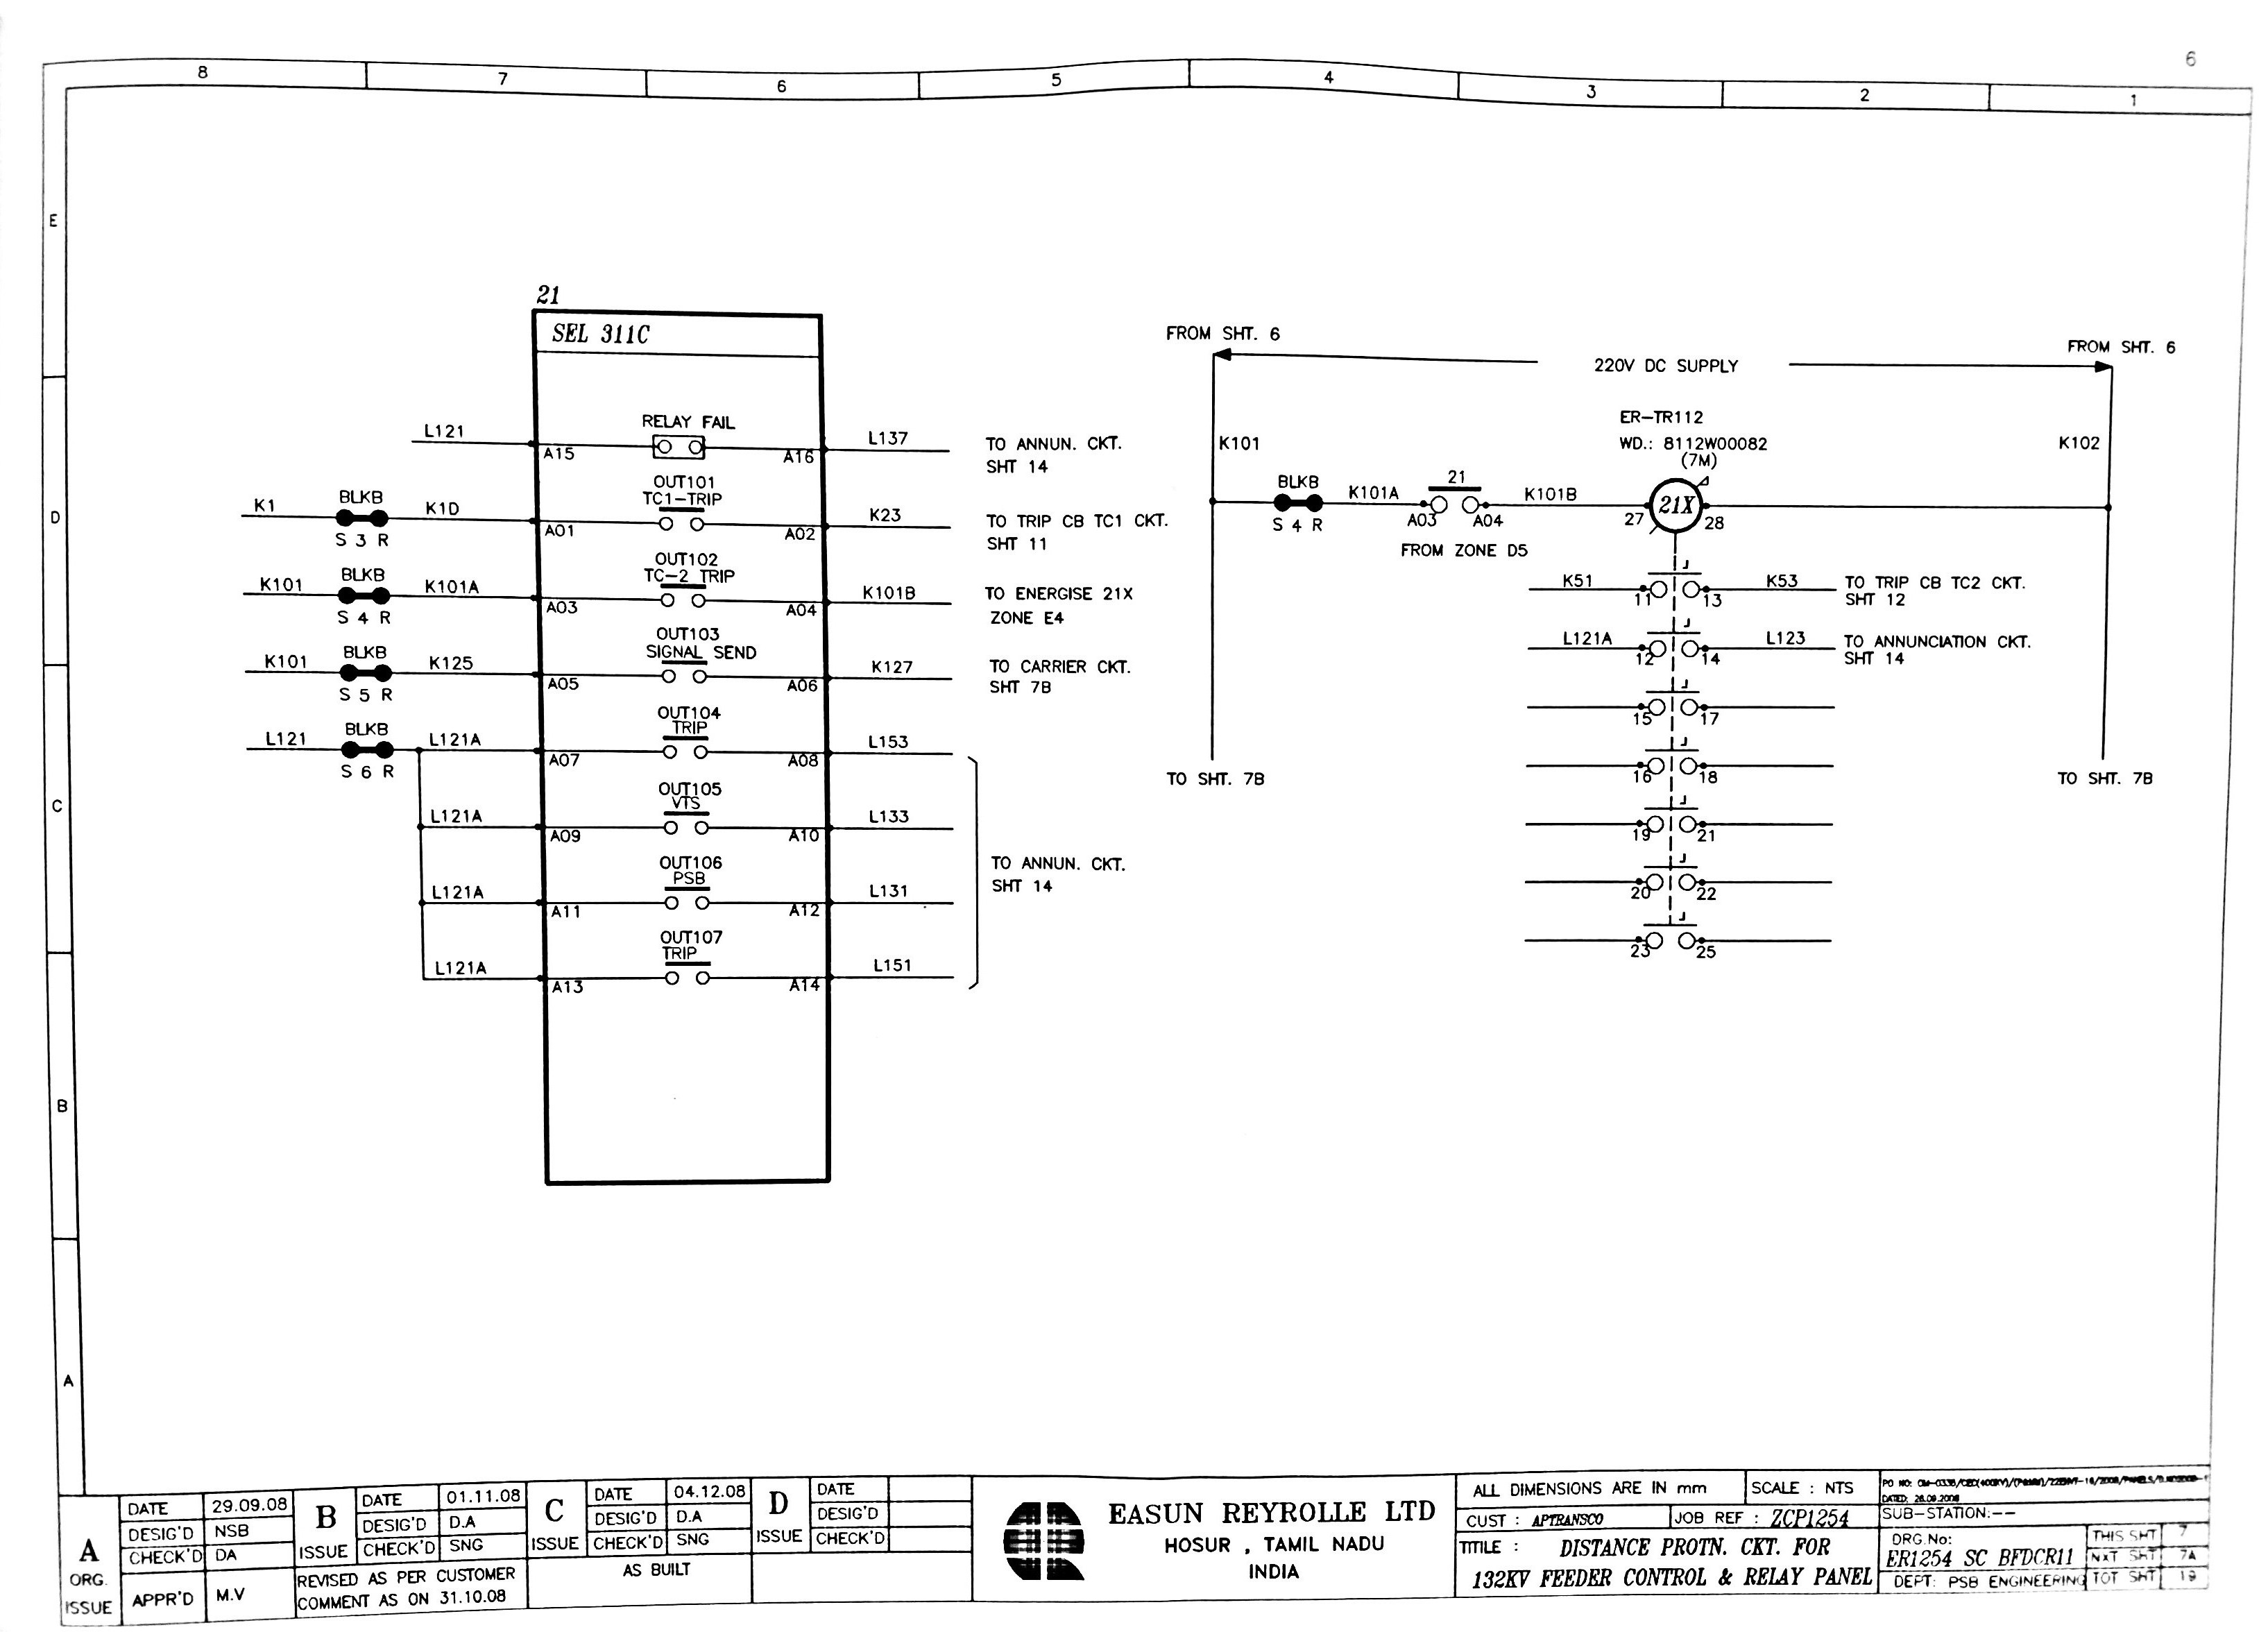 6
8 7 6 5 4 3 2 1
E
D
C
B
A
21
SEL 311C
L121
A15
RELAY FAIL
A16
L137
TO ANNUN. CKT.
SHT 14
K1
BLKB
S 3 R
K1D
A01
OUT101
TC1-TRIP
A02
K23
TO TRIP CB TC1 CKT.
SHT 11
K101
BLKB
S 4 R
K101A
A03
OUT102
TC-2 TRIP
A04
K101B
TO ENERGISE 21X
ZONE E4
K101
BLKB
S 5 R
K125
A05
OUT103
SIGNAL SEND
A06
K127
TO CARRIER CKT.
SHT 7B
L121
BLKB
S 6 R
L121A
A07
OUT104
TRIP
A08
L153
L121A
A09
OUT105
VTS
A10
L133
L121A
A11
OUT106
PSB
A12
L131
L121A
A13
OUT107
TRIP
A14
L151
TO ANNUN. CKT.
SHT 14
FROM SHT. 6
220V DC SUPPLY
FROM SHT. 6
K101
K102
ER-TR112
WD.: 8112W00082
(7M)
BLKB
S 4 R
K101A
21
A03
A04
FROM ZONE D5
K101B
27
21X
28
K51
11
13
K53
TO TRIP CB TC2 CKT.
SHT 12
L121A
12
14
L123
TO ANNUNCIATION CKT.
SHT 14
15
17
16
18
19
21
20
22
23
25
TO SHT. 7B
TO SHT. 7B
A
ORG.
ISSUE
DATE 29.09.08
DESIG'D NSB
CHECK'D DA
APPR'D M.V
B
ISSUE
DATE 01.11.08
DESIG'D D.A
CHECK'D SNG
REVISED AS PER CUSTOMER
COMMENT AS ON 31.10.08
C
ISSUE
DATE 04.12.08
DESIG'D D.A
CHECK'D SNG
AS BUILT
D
ISSUE
DATE
DESIG'D
CHECK'D
EASUN REYROLLE LTD
HOSUR , TAMIL NADU
INDIA
ALL DIMENSIONS ARE IN mm
SCALE : NTS
CUST : APTRANSCO
JOB REF : ZCP1254
TITILE : DISTANCE PROTN. CKT. FOR
132KV FEEDER CONTROL & RELAY PANEL
PO NO:
DATED: 26.09.2008
SUB-STATION:--
DRG.No:
ER1254 SC BFDCR11
DEPT: PSB ENGINEERING
THIS SHT 7
NXT SHT 7A
TOT SHT 19